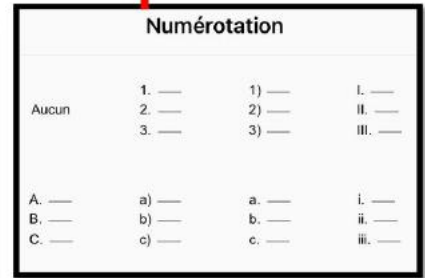 Numérotation
1. 1) I.
Aucun 2. 2) II.
3. 3) III.
A. a) a. i.
B. b) b. ii.
C. c) c. iii.